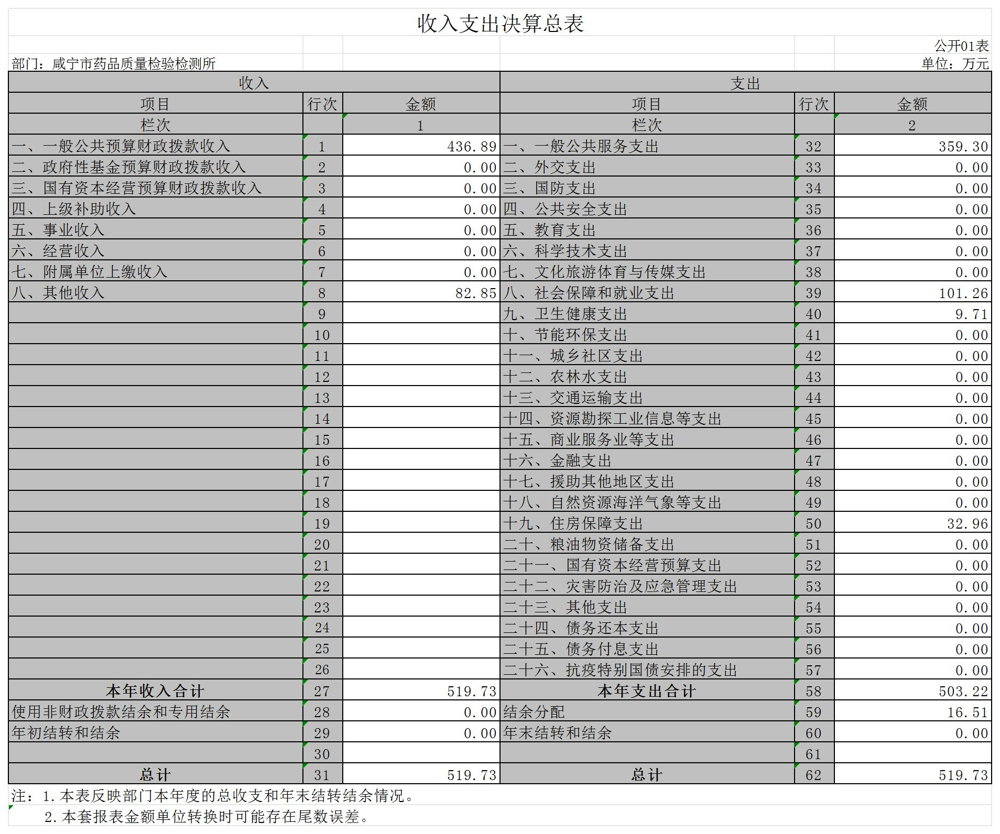 收入支出决算总表
公开01表
部门：咸宁市药品质量检验检测所 单位：万元
收入 支出
项目 行次 金额 项目 行次 金额
栏次 1 栏次 2
一、一般公共预算财政拨款收入 1 436.89 一、一般公共服务支出 32 359.30
二、政府性基金预算财政拨款收入 2 0.00 二、外交支出 33 0.00
三、国有资本经营预算财政拨款收入 3 0.00 三、国防支出 34 0.00
四、上级补助收入 4 0.00 四、公共安全支出 35 0.00
五、事业收入 5 0.00 五、教育支出 36 0.00
六、经营收入 6 0.00 六、科学技术支出 37 0.00
七、附属单位上缴收入 7 0.00 七、文化旅游体育与传媒支出 38 0.00
八、其他收入 8 82.85 八、社会保障和就业支出 39 101.26
9 九、卫生健康支出 40 9.71
10 十、节能环保支出 41 0.00
11 十一、城乡社区支出 42 0.00
12 十二、农林水支出 43 0.00
13 十三、交通运输支出 44 0.00
14 十四、资源勘探工业信息等支出 45 0.00
15 十五、商业服务业等支出 46 0.00
16 十六、金融支出 47 0.00
17 十七、援助其他地区支出 48 0.00
18 十八、自然资源海洋气象等支出 49 0.00
19 十九、住房保障支出 50 32.96
20 二十、粮油物资储备支出 51 0.00
21 二十一、国有资本经营预算支出 52 0.00
22 二十二、灾害防治及应急管理支出 53 0.00
23 二十三、其他支出 54 0.00
24 二十四、债务还本支出 55 0.00
25 二十五、债务付息支出 56 0.00
26 二十六、抗疫特别国债安排的支出 57 0.00
本年收入合计 27 519.73 本年支出合计 58 503.22
使用非财政拨款结余和专用结余 28 0.00 结余分配 59 16.51
年初结转和结余 29 0.00 年末结转和结余 60 0.00
30 61
总计 31 519.73 总计 62 519.73
注：1.本表反映部门本年度的总收支和年末结转结余情况。
2.本套报表金额单位转换时可能存在尾数误差。